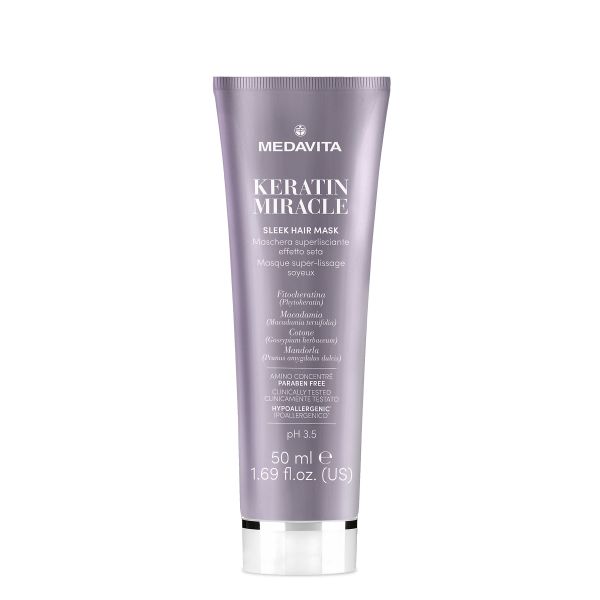 MEDAVITA
KERATIN
MIRACLE
SLEEK HAIR MASK
Maschera superlisciante
effetto seta
Masque super-lissage
soyeux
Fitocheratina
(Phytokeratin)
Macadamia
(Macadamia ternifolia)
Cotone
(Gossypium herbaceum)
Mandorla
(Prunus amygdalus dulcis)
AMINO CONCENTRÉ
PARABEN FREE
CLINICALLY TESTED
CLINICAMENTE TESTATO
HYPOALLERGENIC*
IPOALLERGENICO*
pH 3.5
50 ml ℮
1.69 fl.oz. (US)